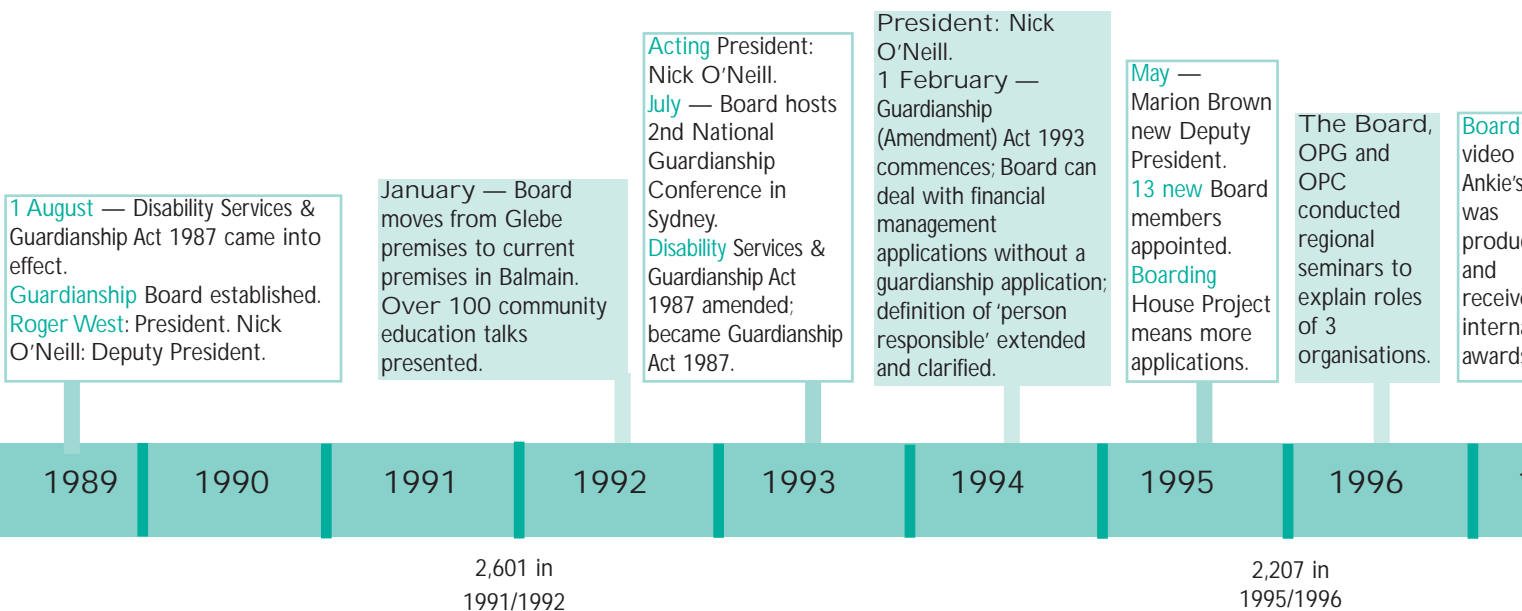 1 August — Disability Services &
Guardianship Act 1987 came into
effect.
Guardianship Board established.
Roger West: President. Nick
O'Neill: Deputy President.
January — Board
moves from Glebe
premises to current
premises in Balmain.
Over 100 community
education talks
presented.
Acting President:
Nick O'Neill.
July — Board hosts
2nd National
Guardianship
Conference in
Sydney.
Disability Services &
Guardianship Act
1987 amended;
became Guardianship
Act 1987.
President: Nick
O'Neill.
1 February —
Guardianship
(Amendment) Act 1993
commences; Board can
deal with financial
management
applications without a
guardianship application;
definition of 'person
responsible' extended
and clarified.
May —
Marion Brown
new Deputy
President.
13 new Board
members
appointed.
Boarding
House Project
means more
applications.
The Board,
OPG and
OPC
conducted
regional
seminars to
explain roles
of 3
organisations.
Board
video
Ankie's
was
and
1989 1990 1991 1992 1993 1994 1995 1996
2,601 in
1991/1992
2,207 in
1995/1996